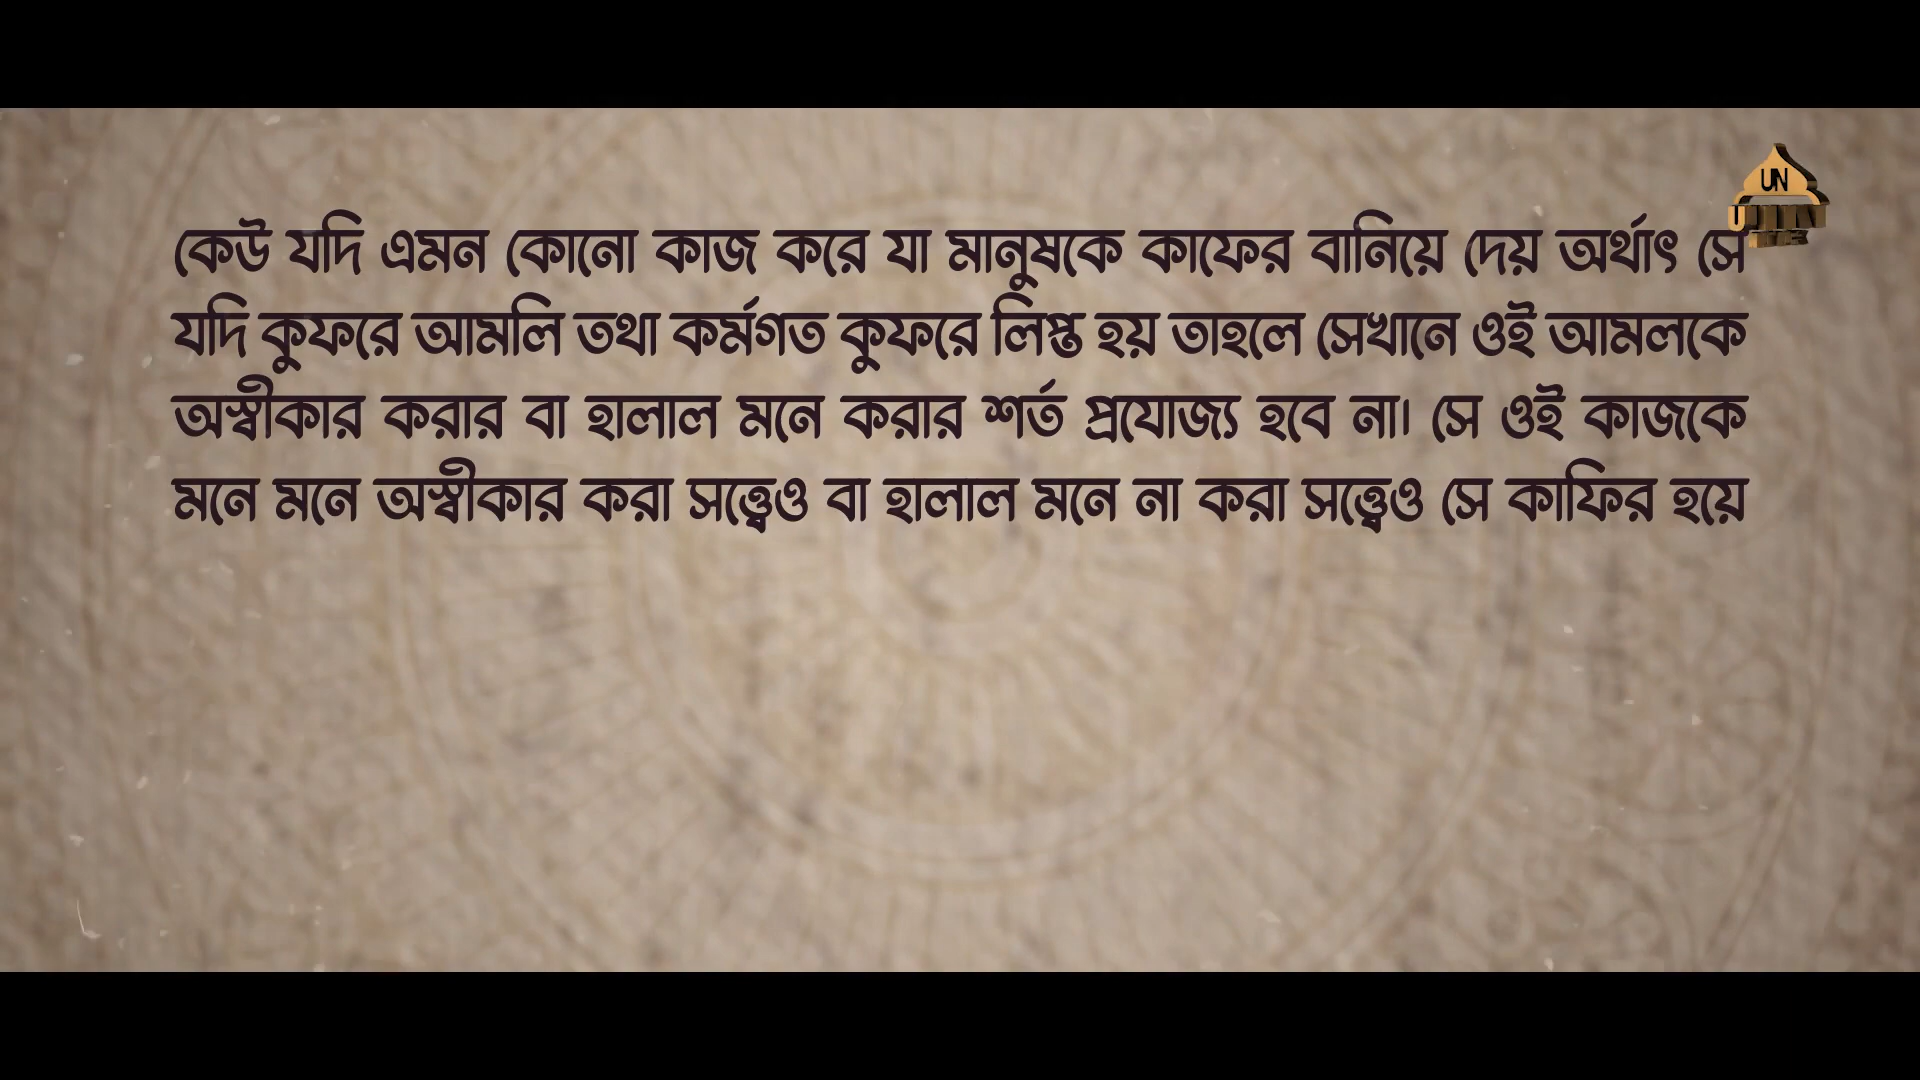 UN
কেউ যদি এমন কোনো কাজ করে যা মানুষকে কাফের বানিয়ে দেয় অর্থাৎ সে
যদি কুফরে আমলি তথা কর্মগত কুফরে লিপ্ত হয় তাহলে সেখানে ওই আমলকে
অস্বীকার করার বা হালাল মনে করার শর্ত প্রযোজ্য হবে না। সে ওই কাজকে
মনে মনে অস্বীকার করা সত্ত্বেও বা হালাল মনে না করা সত্ত্বেও সে কাফির হয়ে